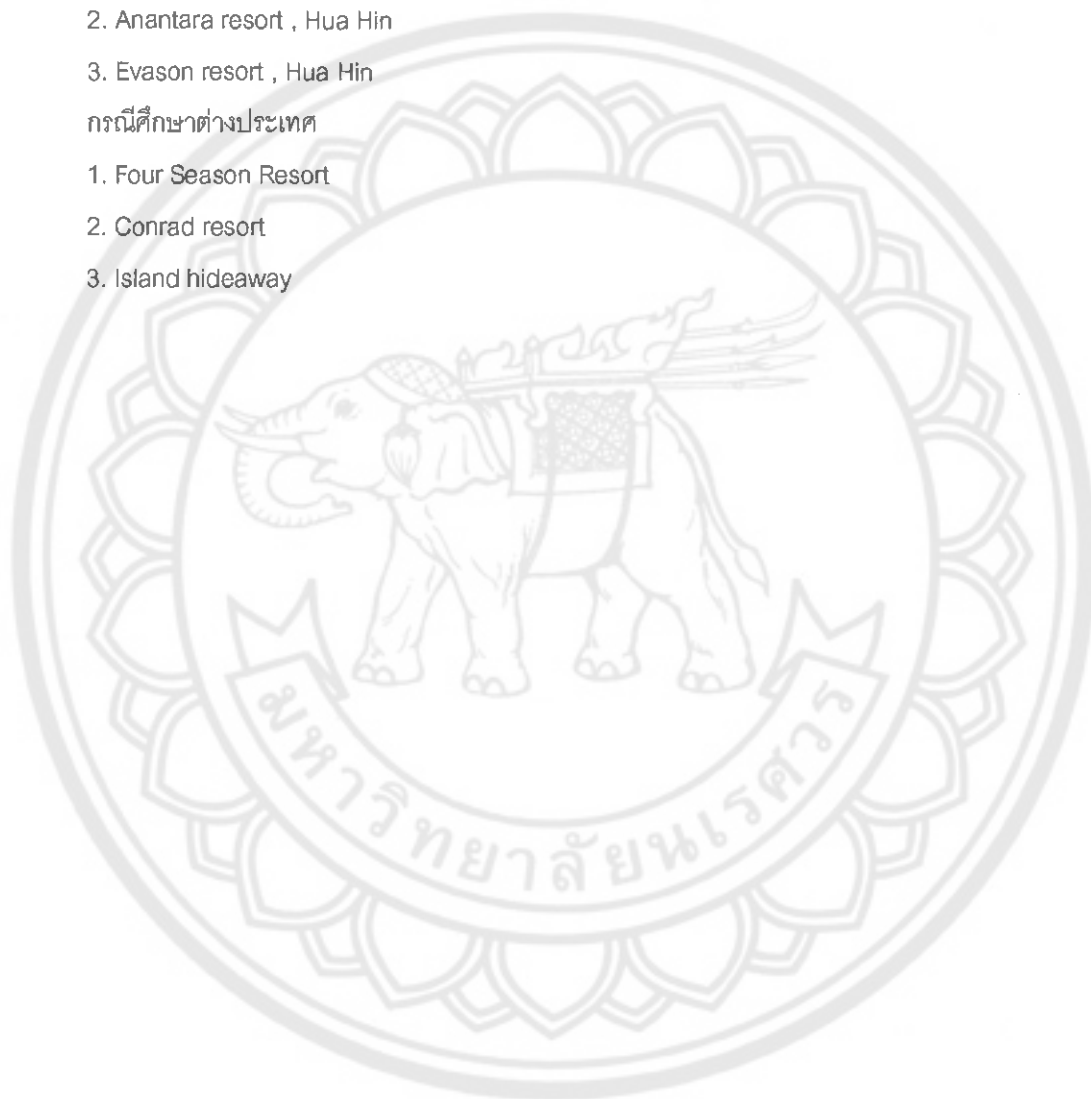 2. Anantara resort , Hua Hin
3. Evason resort , Hua Hin
กรณีศึกษาต่างประเทศ
1. Four Season Resort
2. Conrad resort
3. Island hideaway
มหาวิทยาลัยนเรศวร